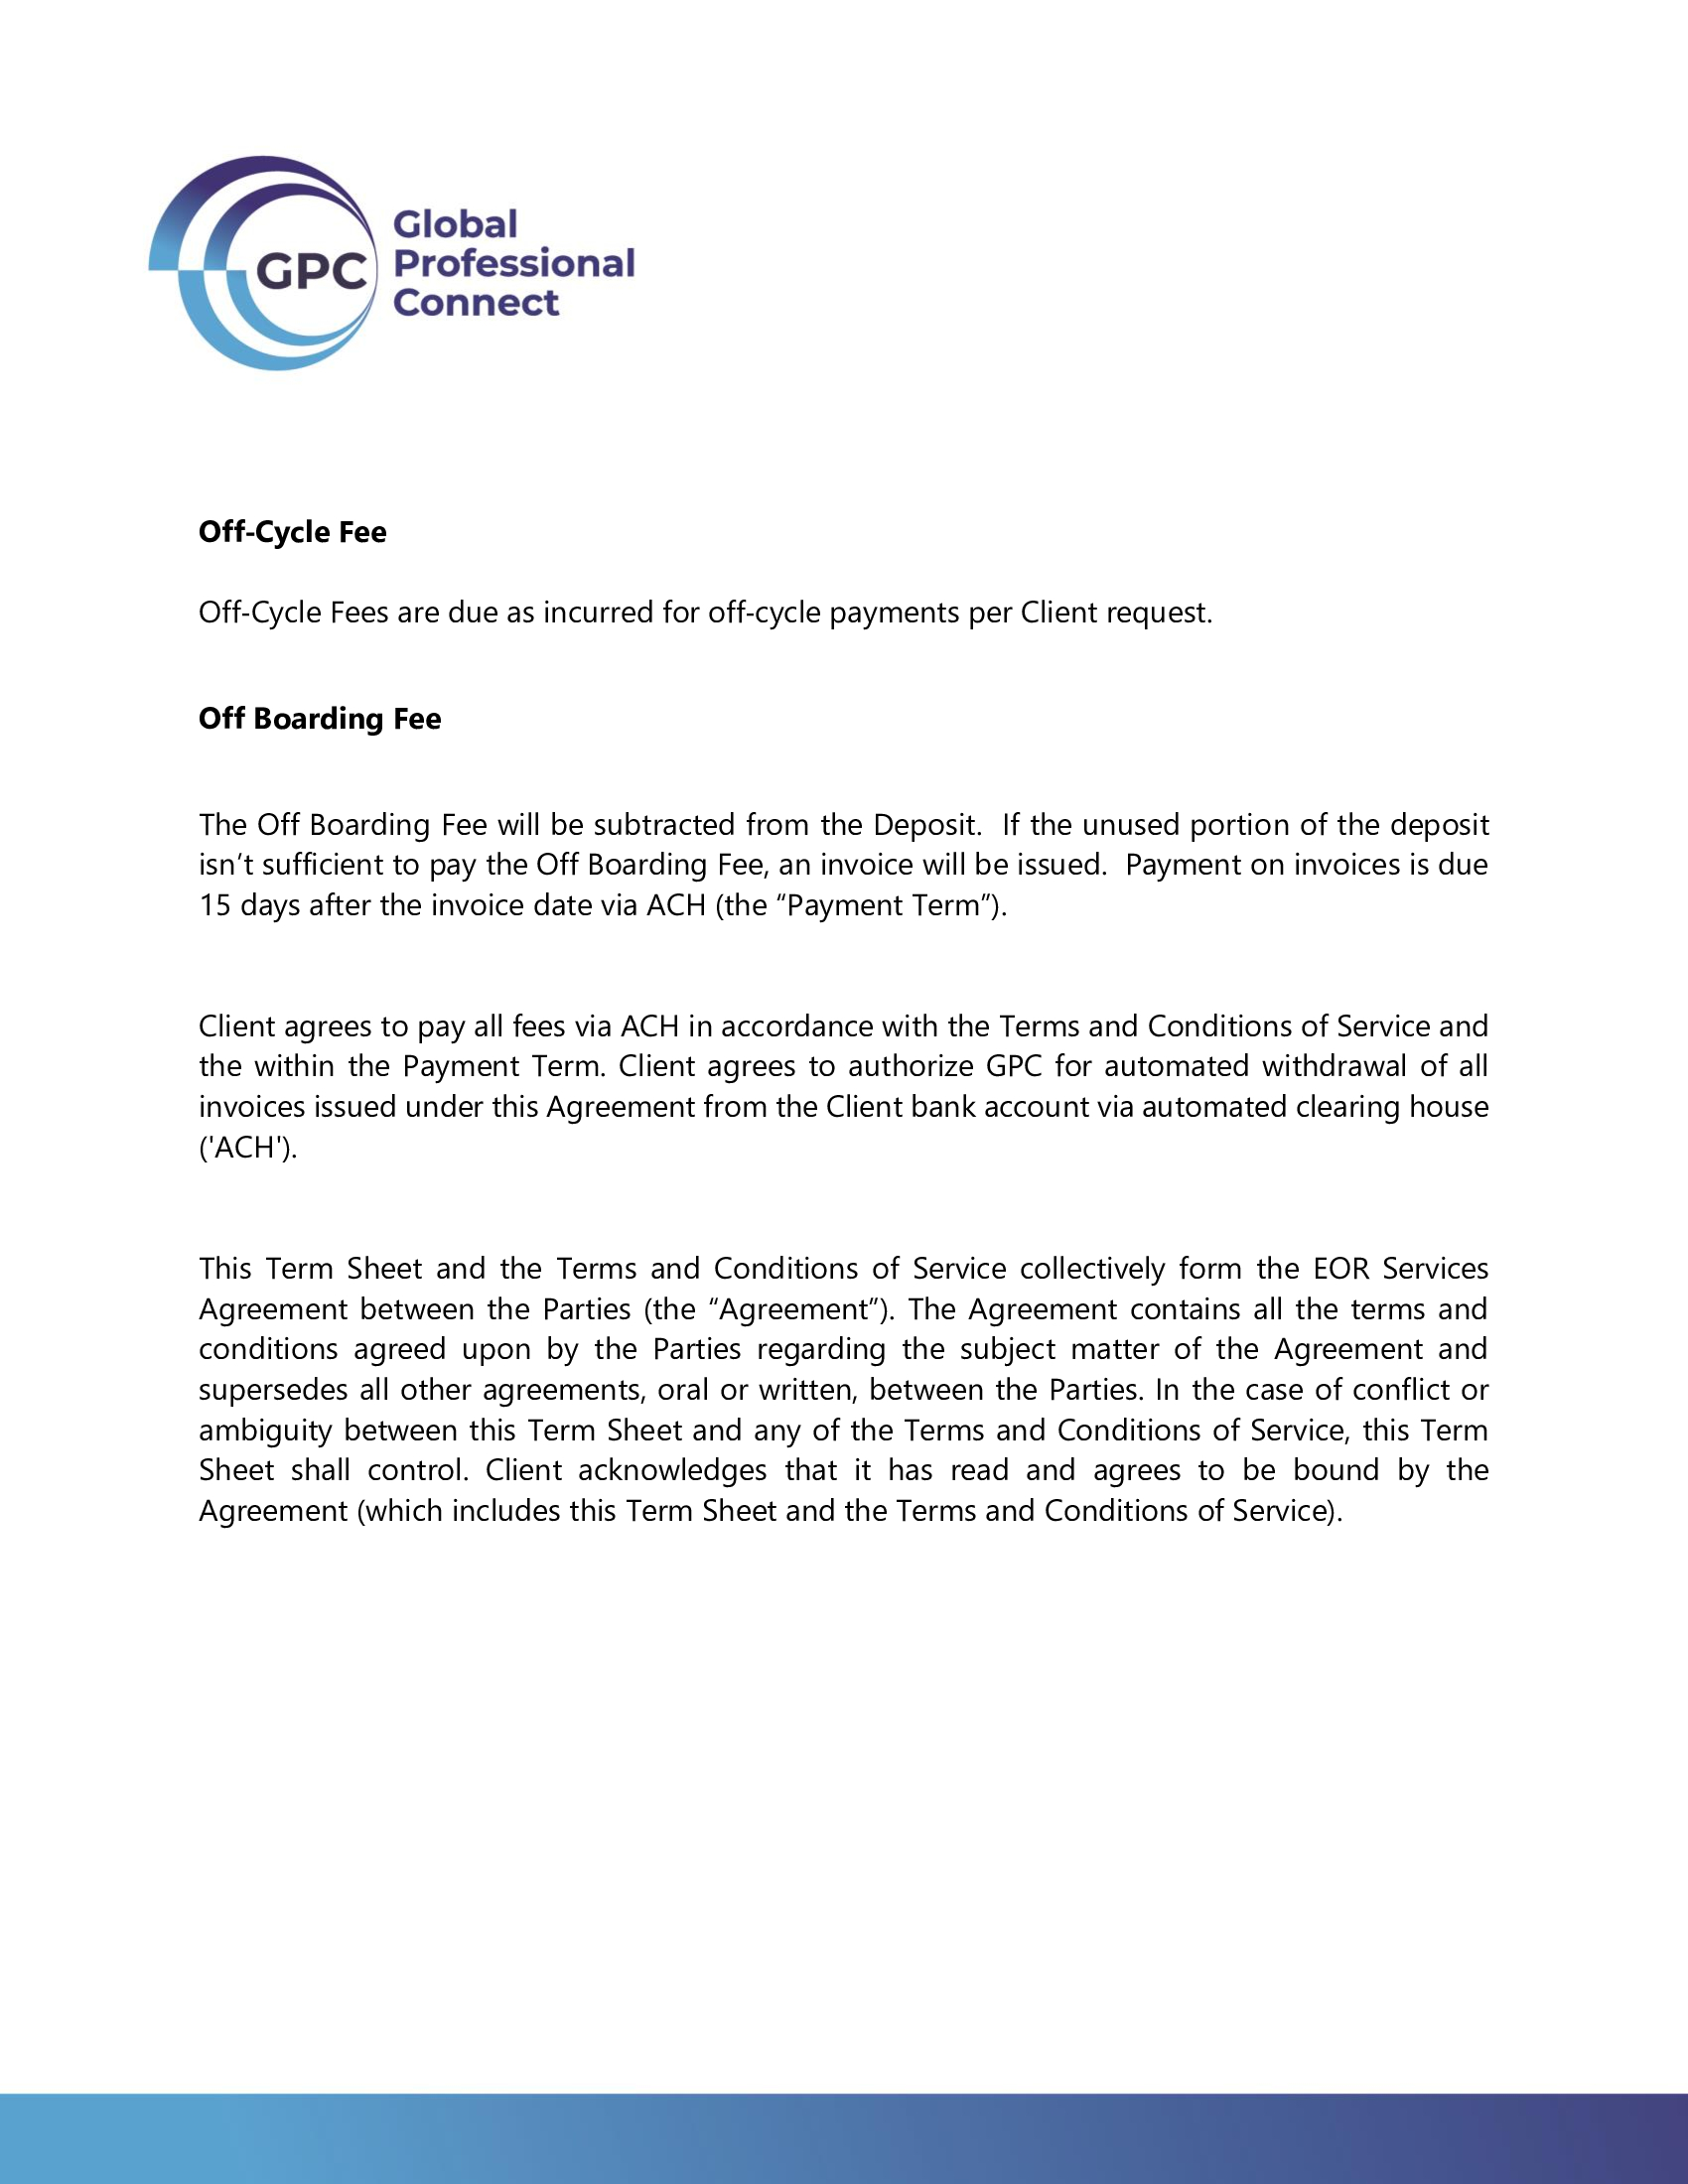 GPC
Global
Professional
Connect
Off-Cycle Fee
Off-Cycle Fees are due as incurred for off-cycle payments per Client request.
Off Boarding Fee
The Off Boarding Fee will be subtracted from the Deposit.  If the unused portion of the deposit
isn’t sufficient to pay the Off Boarding Fee, an invoice will be issued.  Payment on invoices is due
15 days after the invoice date via ACH (the “Payment Term”).
Client agrees to pay all fees via ACH in accordance with the Terms and Conditions of Service and
the within the Payment Term. Client agrees to authorize GPC for automated withdrawal of all
invoices issued under this Agreement from the Client bank account via automated clearing house
('ACH').
This Term Sheet and the Terms and Conditions of Service collectively form the EOR Services
Agreement between the Parties (the “Agreement”). The Agreement contains all the terms and
conditions agreed upon by the Parties regarding the subject matter of the Agreement and
supersedes all other agreements, oral or written, between the Parties. In the case of conflict or
ambiguity between this Term Sheet and any of the Terms and Conditions of Service, this Term
Sheet shall control. Client acknowledges that it has read and agrees to be bound by the
Agreement (which includes this Term Sheet and the Terms and Conditions of Service).